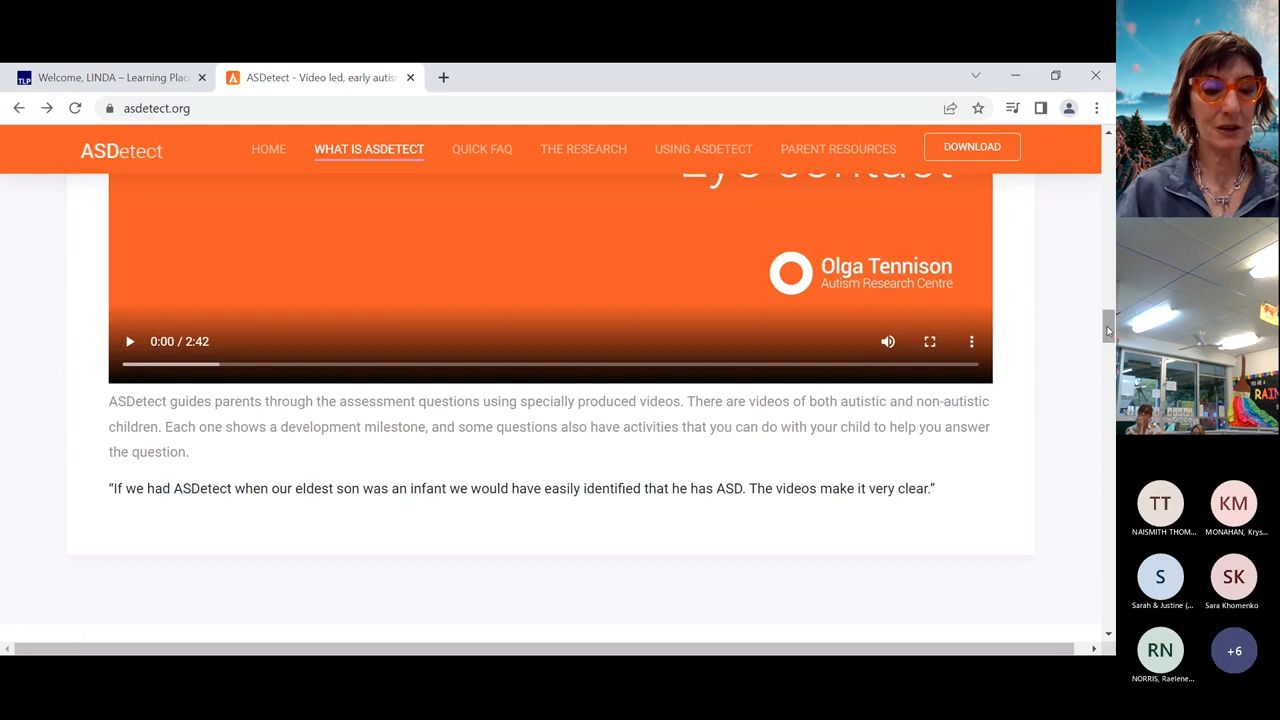 Welcome, LINDA – Learning Plac
ASDetect - Video led, early autis
asdetect.org
ASDetect
HOME
WHAT IS ASDETECT
QUICK FAQ
THE RESEARCH
USING ASDETECT
PARENT RESOURCES
DOWNLOAD
Eye contact
Olga Tennison
Autism Research Centre
0:00 / 2:42
ASDetect guides parents through the assessment questions using specially produced videos. There are videos of both autistic and non-autistic
children. Each one shows a development milestone, and some questions also have activities that you can do with your child to help you answer
the question.
“If we had ASDetect when our eldest son was an infant we would have easily identified that he has ASD. The videos make it very clear.”
RAIN
TT
KM
NAISMITH THOM...
MONAHAN, Krys...
S
SK
Sarah & Justine (...
Sara Khomenko
RN
+6
NORRIS, Raelene...